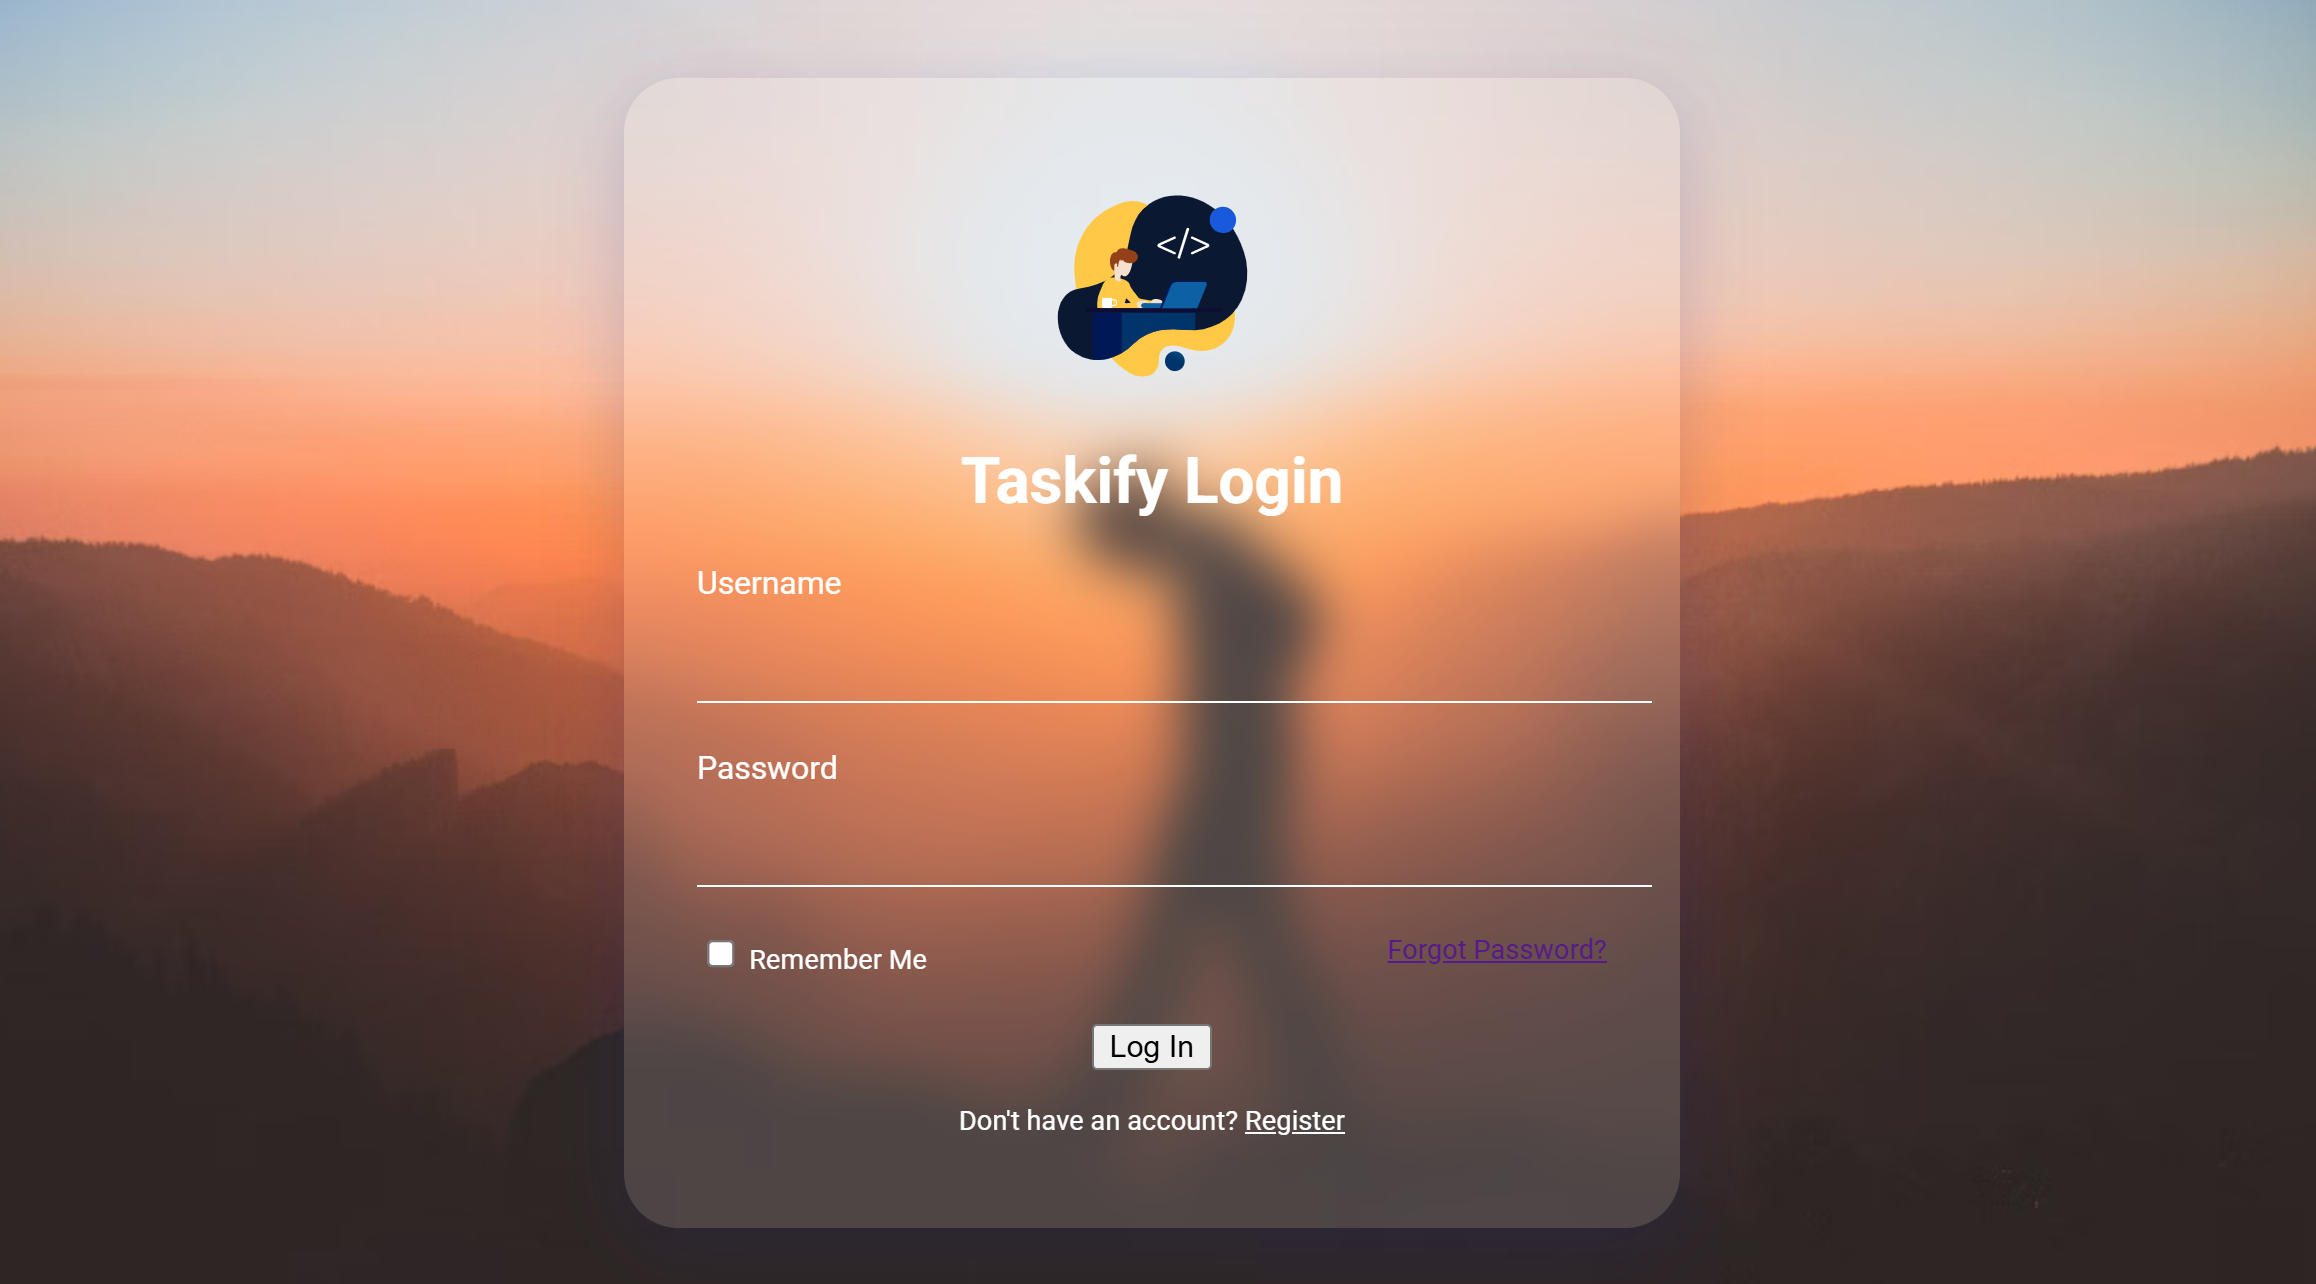 </>
Taskify Login
Username
Password
Remember Me
Forgot Password?
Log In
Don't have an account? Register